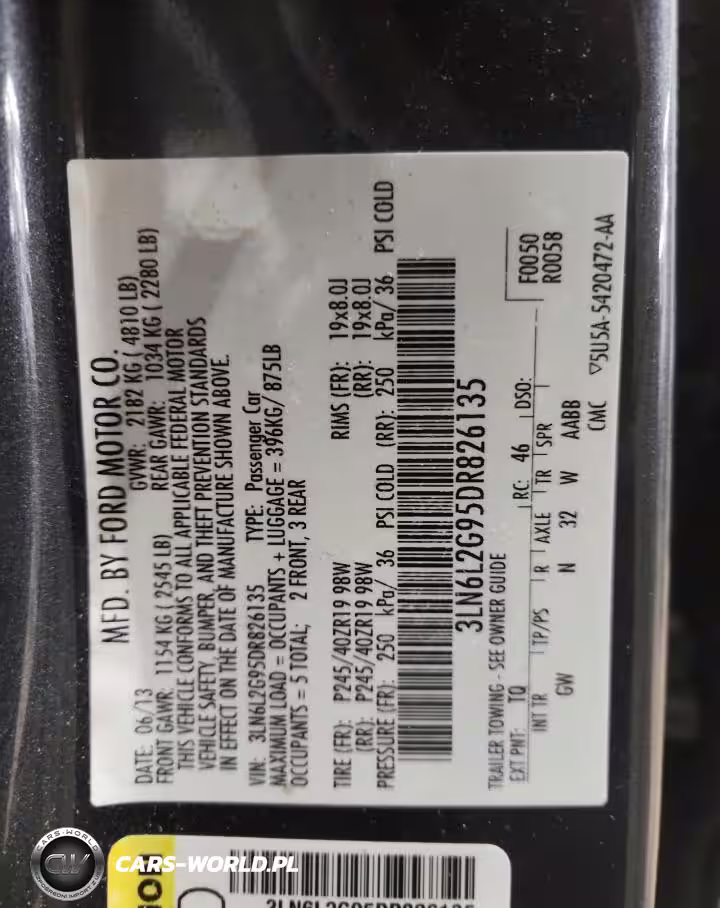 MFD. BY FORD MOTOR CO.
DATE: 06/13 GVWR: 2182 KG ( 4810 LB)
FRONT GAWR: 1154 KG ( 2545 LB) REAR GAWR: 1034 KG ( 2280 LB)
THIS VEHICLE CONFORMS TO ALL APPLICABLE FEDERAL MOTOR
VEHICLE SAFETY, BUMPER, AND THEFT PREVENTION STANDARDS
IN EFFECT ON THE DATE OF MANUFACTURE SHOWN ABOVE.
VIN: 3LN6L2G95DR826135 TYPE: Passenger Car
MAXIMUM LOAD = OCCUPANTS + LUGGAGE = 396KG/ 875LB
OCCUPANTS = 5 TOTAL; 2 FRONT, 3 REAR
TIRE (FR): P245/40ZR19 98W RIMS (FR): 19x8.0J
(RR): P245/40ZR19 98W (RR): 19x8.0J
PRESSURE (FR): 250 kPa/ 36 PSI COLD (RR): 250 kPa/ 36 PSI COLD
3LN6L2G95DR826135
TRAILER TOWING - SEE OWNER GUIDE F0050
EXT PNT: TQ RC: 46 DSO: R0058
INT TR TP/PS R AXLE TR SPR
GW N 32 W AABB
CMC ▽5U5A-5420472-AA
CARS-WORLD
CW
CARS-WORLD.PL
3LN6L2G95DR826135